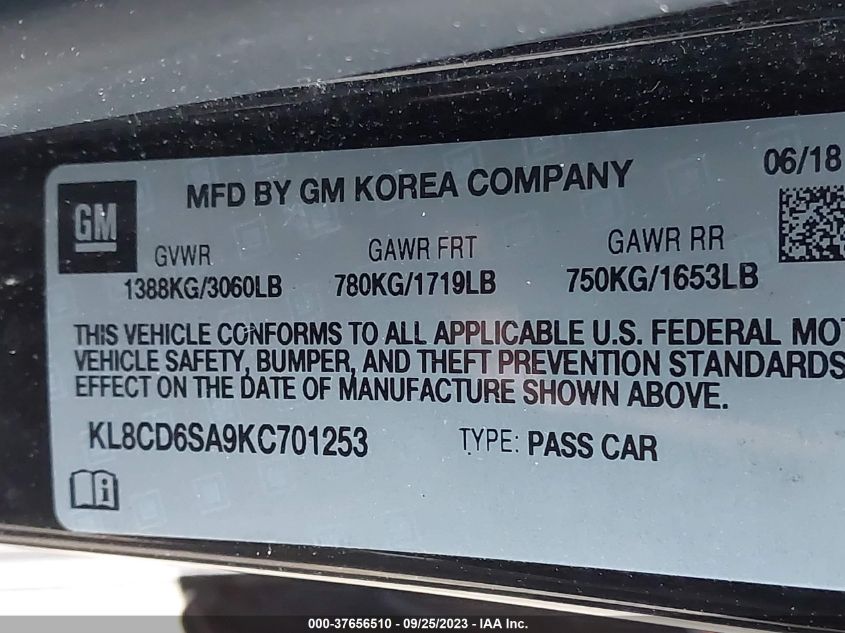 06/18
MFD BY GM KOREA COMPANY
GM
GVWR GAWR FRT GAWR RR
1388KG/3060LB 780KG/1719LB 750KG/1653LB
THIS VEHICLE CONFORMS TO ALL APPLICABLE U.S. FEDERAL MOT
VEHICLE SAFETY, BUMPER, AND THEFT PREVENTION STANDARDS
EFFECT ON THE DATE OF MANUFACTURE SHOWN ABOVE.
KL8CD6SA9KC701253 TYPE: PASS CAR
i
000-37656510 - 09/25/2023 - IAA Inc.